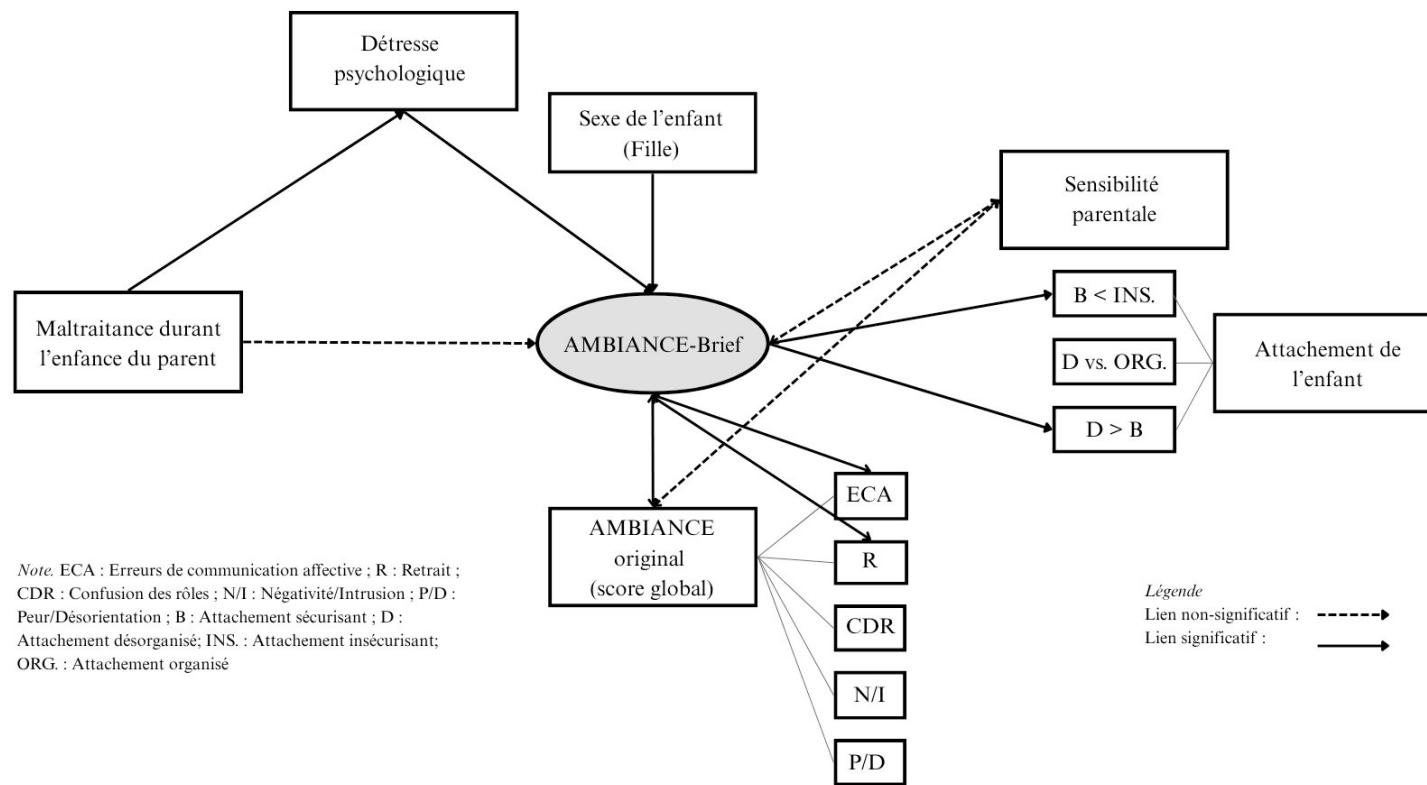 Détresse
psychologique
Sexe de l'enfant
(Fille)
Sensibilité
parentale
Maltraitance durant
l'enfance du parent
AMBIANCE-Brief
B < INS.
D vs. ORG.
D > B
Attachement de
l'enfant
AMBIANCE
original
(score global)
ECA
R
CDR
N/I
P/D
Note. ECA : Erreurs de communication affective ; R : Retrait ;
CDR : Confusion des rôles ; N/I : Négativité/Intrusion ; P/D :
Peur/Désorientation ; B : Attachement sécurisant ; D :
Attachement désorganisé; INS. : Attachement insécurisant;
ORG. : Attachement organisé
Légende
Lien non-significatif :
Lien significatif :